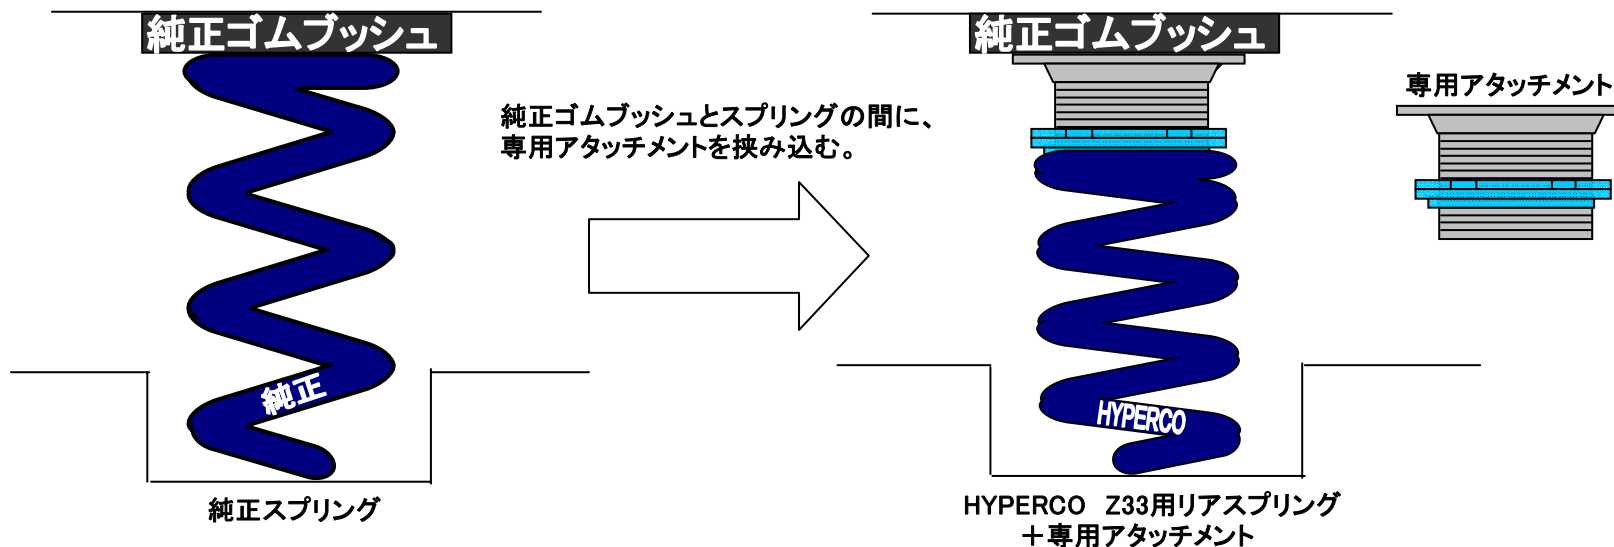 純正ゴムブッシュ
純正
純正スプリング
純正ゴムブッシュとスプリングの間に、
専用アタッチメントを挟み込む。
純正ゴムブッシュ
HYPERCO
HYPERCO Z33用リアスプリング
＋専用アタッチメント
専用アタッチメント